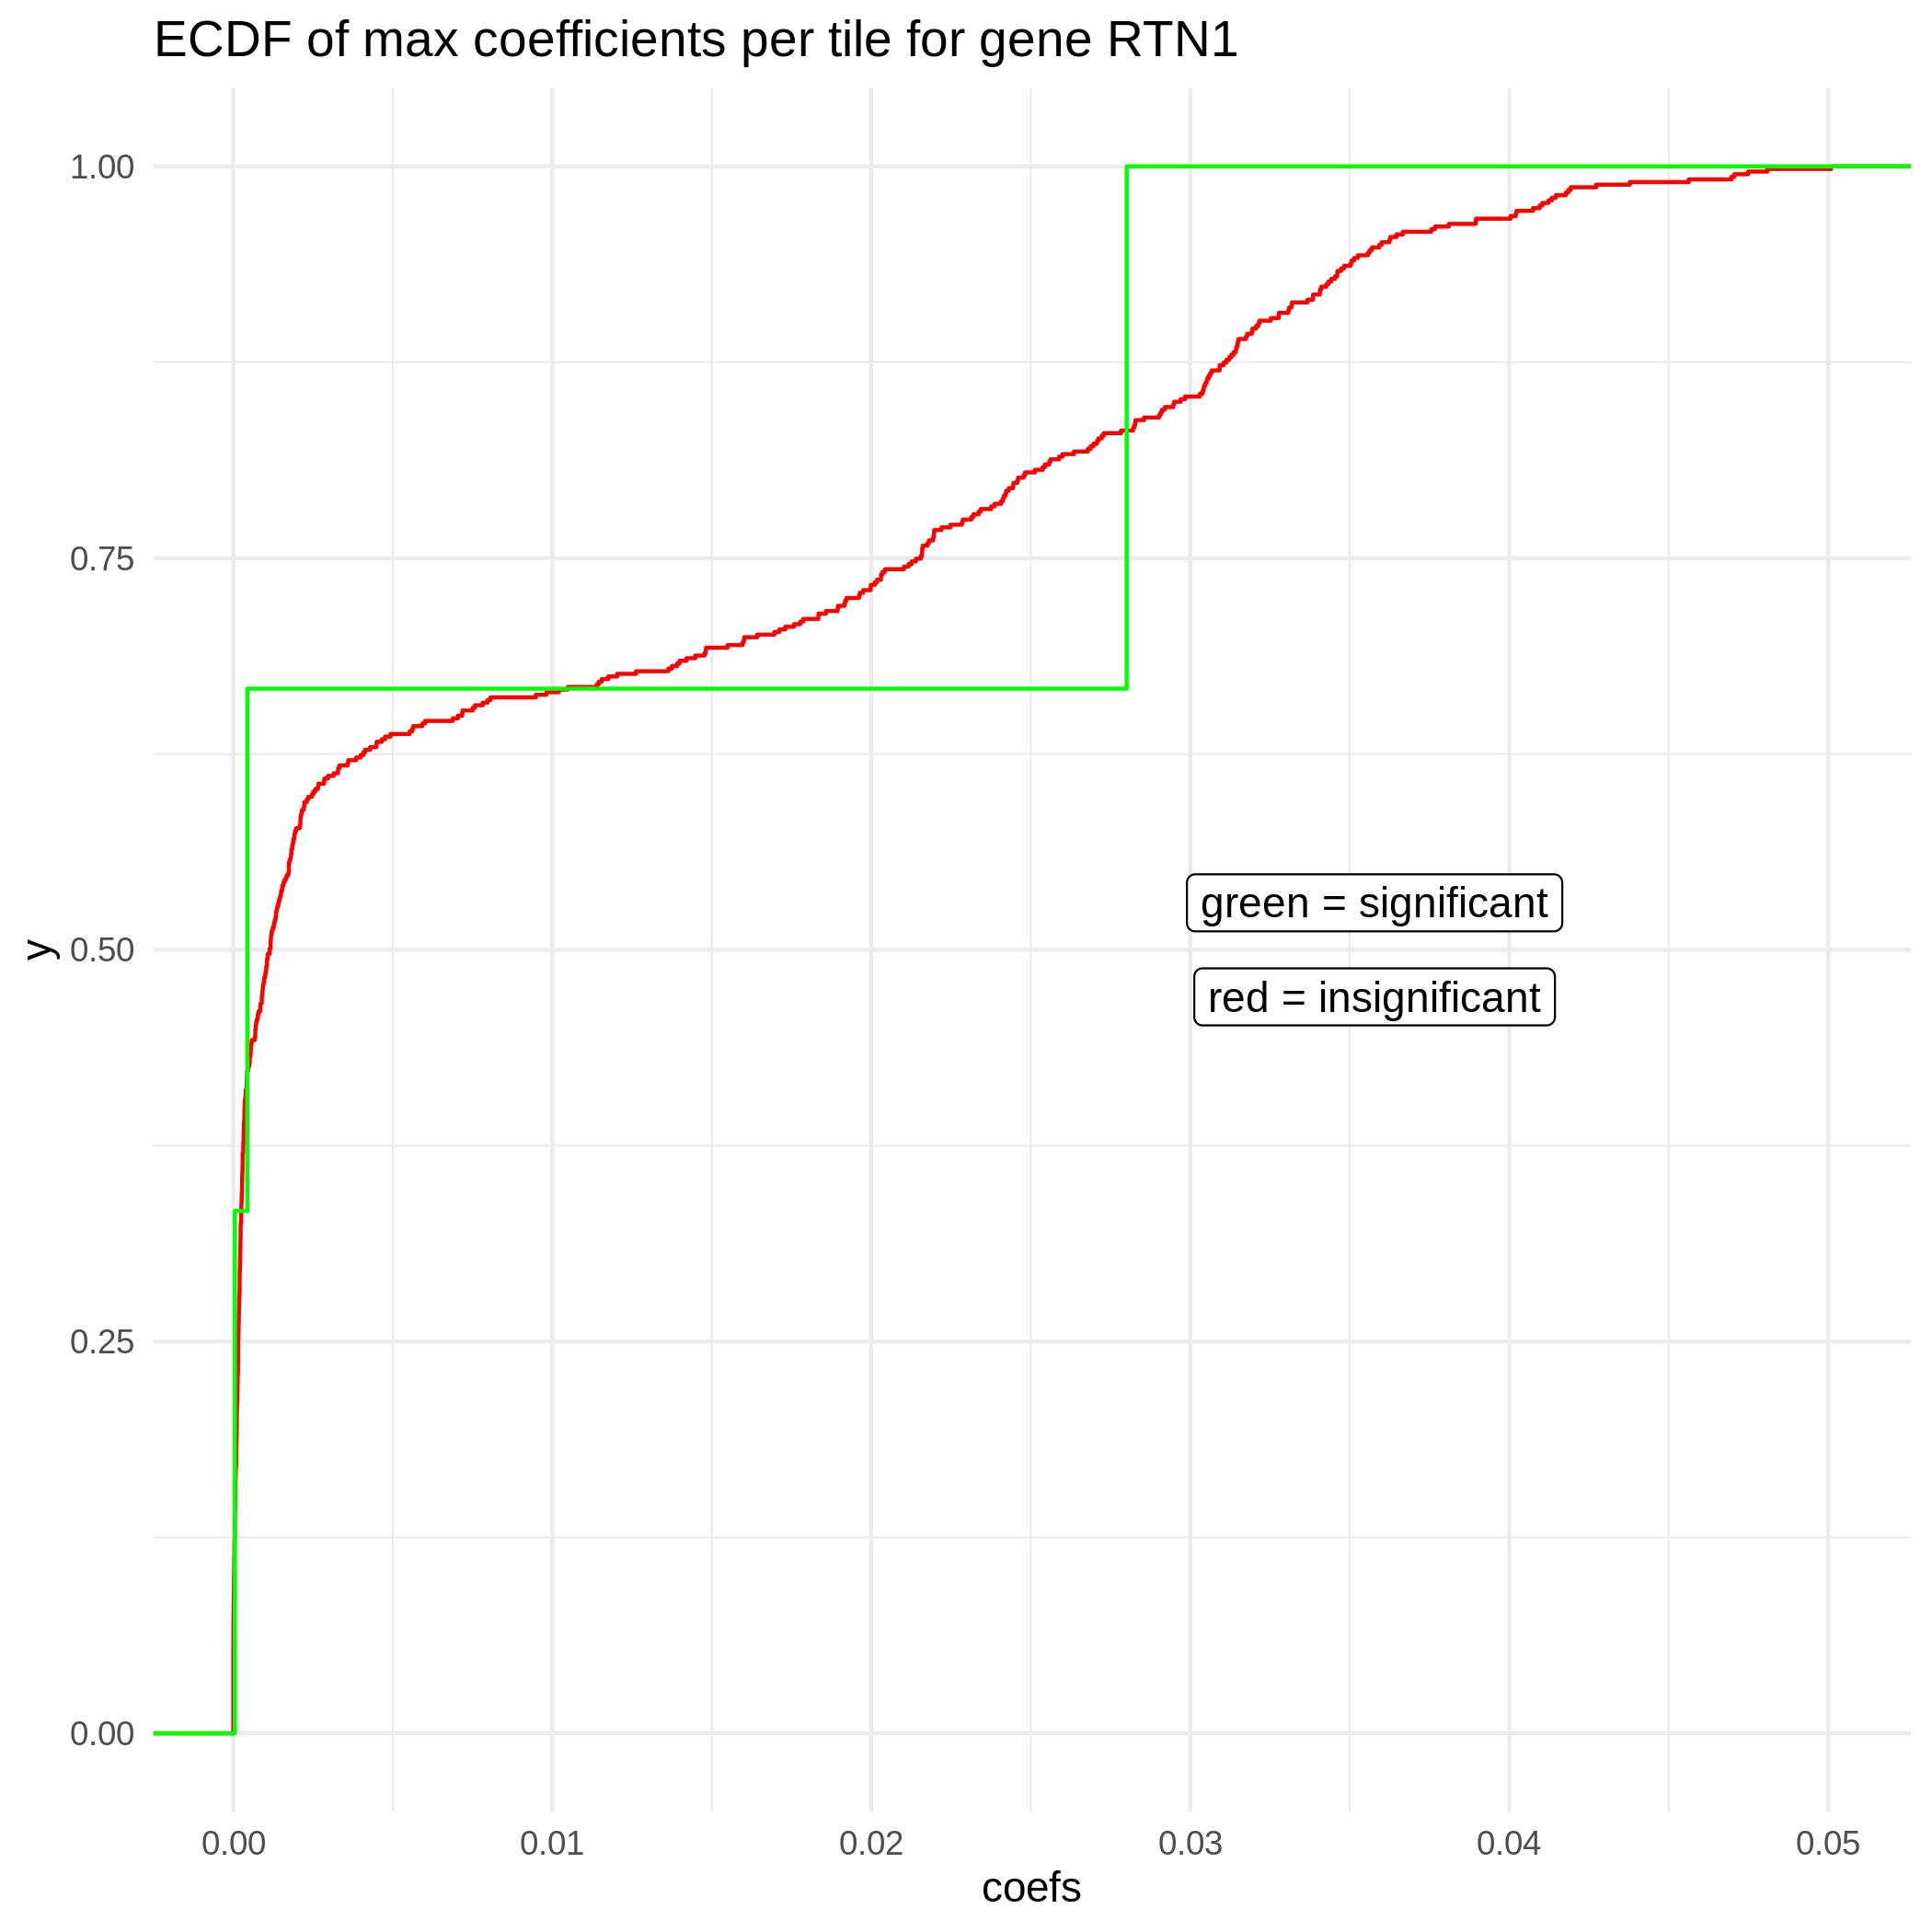 ECDF of max coefficients per tile for gene RTN1
1.00
0.75
0.50
0.25
0.00
y
green = significant
red = insignificant
0.00 0.01 0.02 0.03 0.04 0.05
coefs